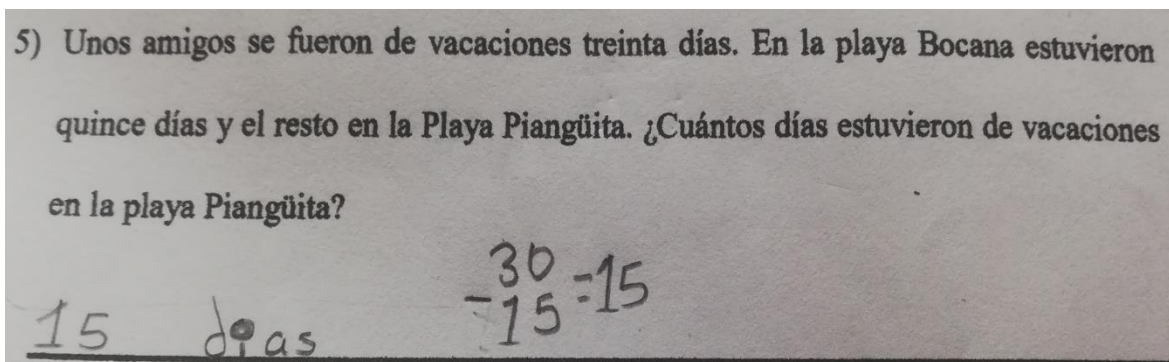 5) Unos amigos se fueron de vacaciones treinta días. En la playa Bocana estuvieron
quince días y el resto en la Playa Piangüita. ¿Cuántos días estuvieron de vacaciones
en la playa Piangüita?
30
-15 =15
15 dias